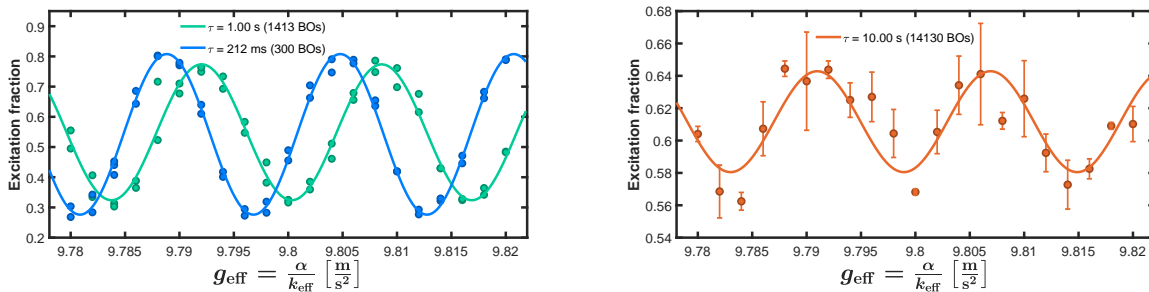 τ = 1.00 s (1413 BOs)
τ = 212 ms (300 BOs)
Excitation fraction
0.9
0.8
0.7
0.6
0.5
0.4
0.3
0.2
9.78 9.785 9.79 9.795 9.8 9.805 9.81 9.815 9.82
g_eff = α/k_eff [m/s²]
τ = 10.00 s (14130 BOs)
Excitation fraction
0.68
0.66
0.64
0.62
0.60
0.58
0.56
0.54
9.78 9.785 9.79 9.795 9.8 9.805 9.81 9.815 9.82
g_eff = α/k_eff [m/s²]